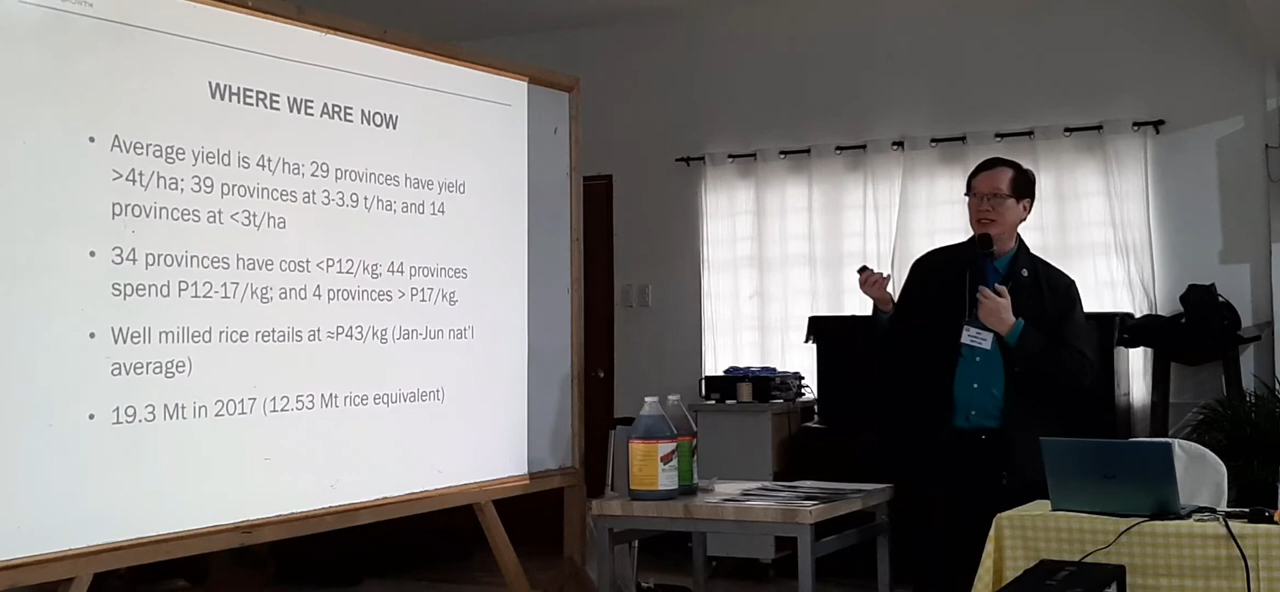 WHERE WE ARE NOW
• Average yield is 4t/ha; 29 provinces have yield
>4t/ha; 39 provinces at 3-3.9 t/ha; and 14
provinces at <3t/ha
• 34 provinces have cost <P12/kg; 44 provinces
spend P12-17/kg; and 4 provinces > P17/kg.
• Well milled rice retails at ≈P43/kg (Jan-Jun nat'l
average)
• 19.3 Mt in 2017 (12.53 Mt rice equivalent)